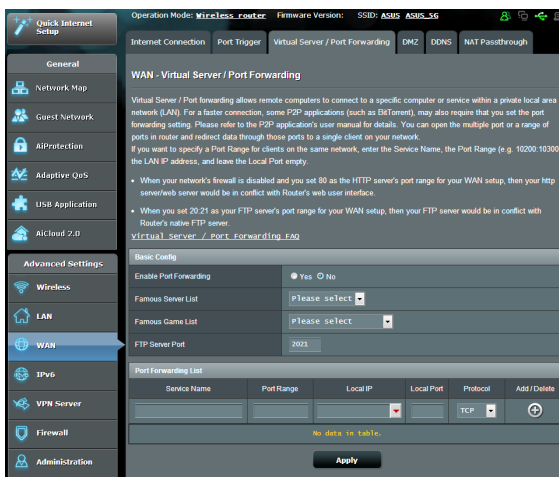 Quick Internet
Setup
Operation Mode: Wireless router Firmware Version: SSID: ASUS ASUS_5G
Internet Connection Port Trigger Virtual Server / Port Forwarding DMZ DDNS NAT Passthrough
General
Network Map
Guest Network
AiProtection
Adaptive QoS
USB Application
AiCloud 2.0
Advanced Settings
Wireless
LAN
WAN
IPv6
VPN Server
Firewall
Administration
WAN - Virtual Server / Port Forwarding
Virtual Server / Port forwarding allows remote computers to connect to a specific computer or service within a private local area
network (LAN). For a faster connection, some P2P applications (such as BitTorrent), may also require that you set the port
forwarding setting. Please refer to the P2P application's user manual for details. You can open the multiple port or a range of
ports in router and redirect data through those ports to a single client on your network.
If you want to specify a Port Range for clients on the same network, enter the Service Name, the Port Range (e.g. 10200:10300
the LAN IP address, and leave the Local Port empty.
• When your network's firewall is disabled and you set 80 as the HTTP server's port range for your WAN setup, then your http
server/web server would be in conflict with Router's web user interface.
• When you set 20:21 as your FTP server's port range for your WAN setup, then your FTP server would be in conflict with
Router's native FTP server.
Virtual Server / Port Forwarding FAQ
Basic Config
Enable Port Forwarding Yes No
Famous Server List Please select
Famous Game List Please select
FTP Server Port 2021
Port Forwarding List
Service Name Port Range Local IP Local Port Protocol Add / Delete
TCP
No data in table.
Apply